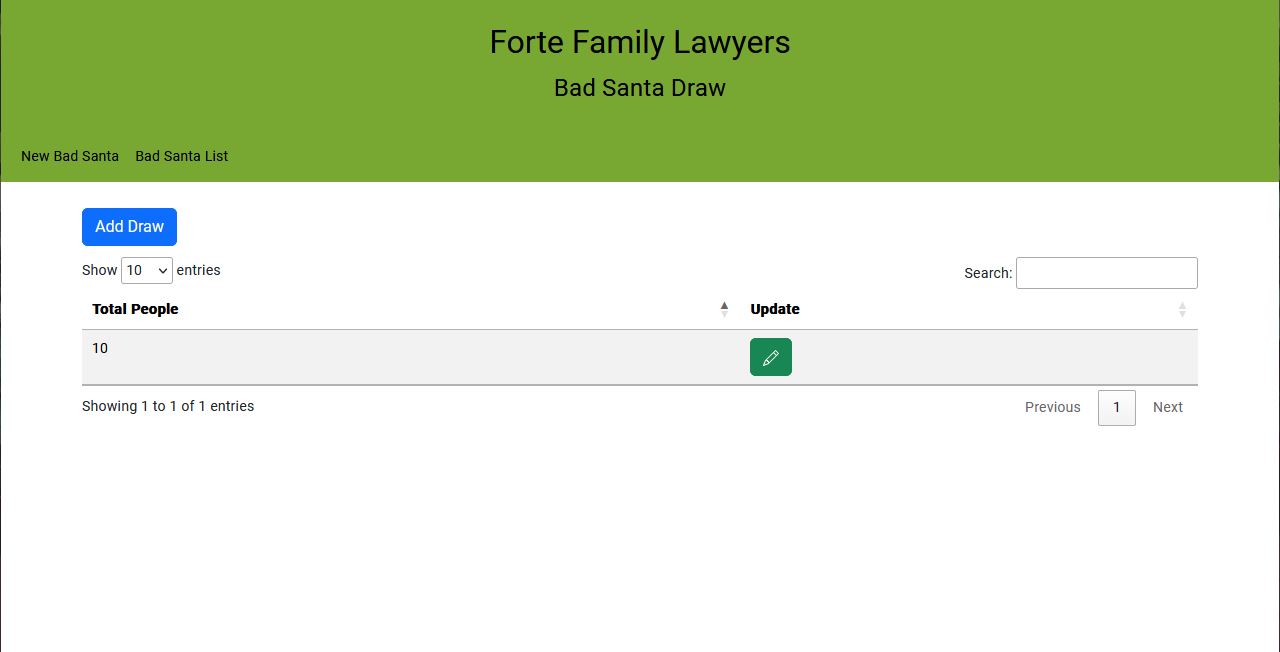 Forte Family Lawyers
Bad Santa Draw
New Bad Santa Bad Santa List
Add Draw
Show 10 entries Search:
Total People Update
10
Showing 1 to 1 of 1 entries Previous 1 Next